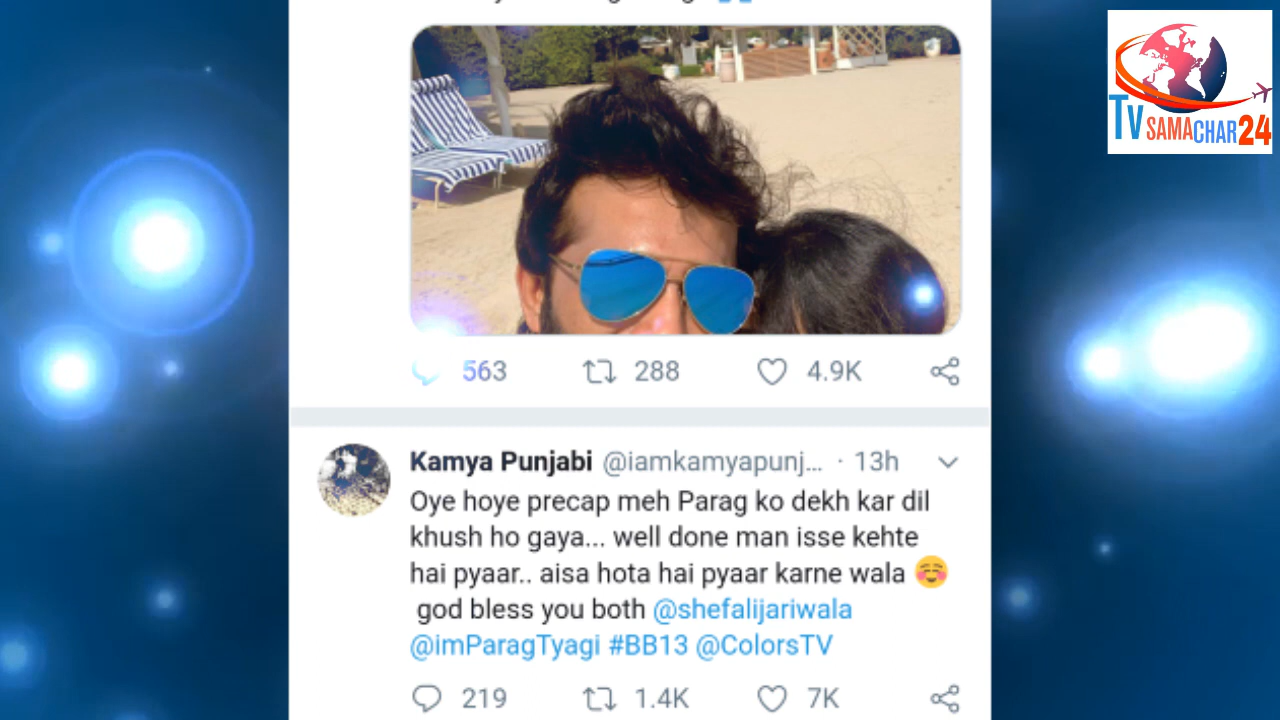 TV SAMACHAR24
563 288 4.9K
Kamya Punjabi @iamkamyapunj... · 13h
Oye hoye precap meh Parag ko dekh kar dil
khush ho gaya... well done man isse kehte
hai pyaar.. aisa hota hai pyaar karne wala ☺️
god bless you both @shefalijariwala
@imParagTyagi #BB13 @ColorsTV
219 1.4K 7K